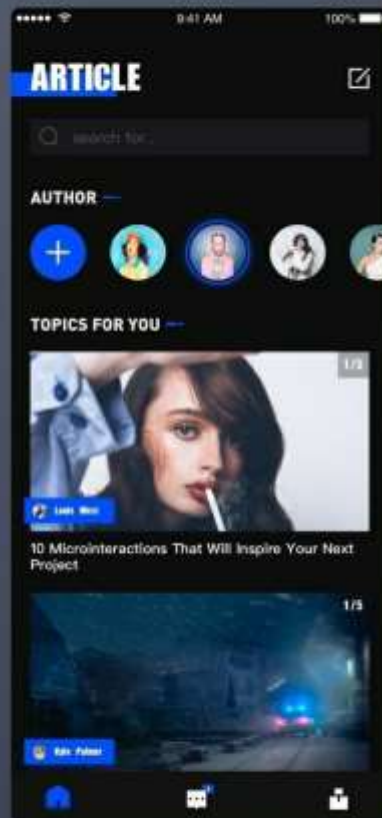 9:41 AM
100%
ARTICLE
search for..
AUTHOR
TOPICS FOR YOU
1/3
10 Microinteractions That Will Inspire Your Next
Project
1/5